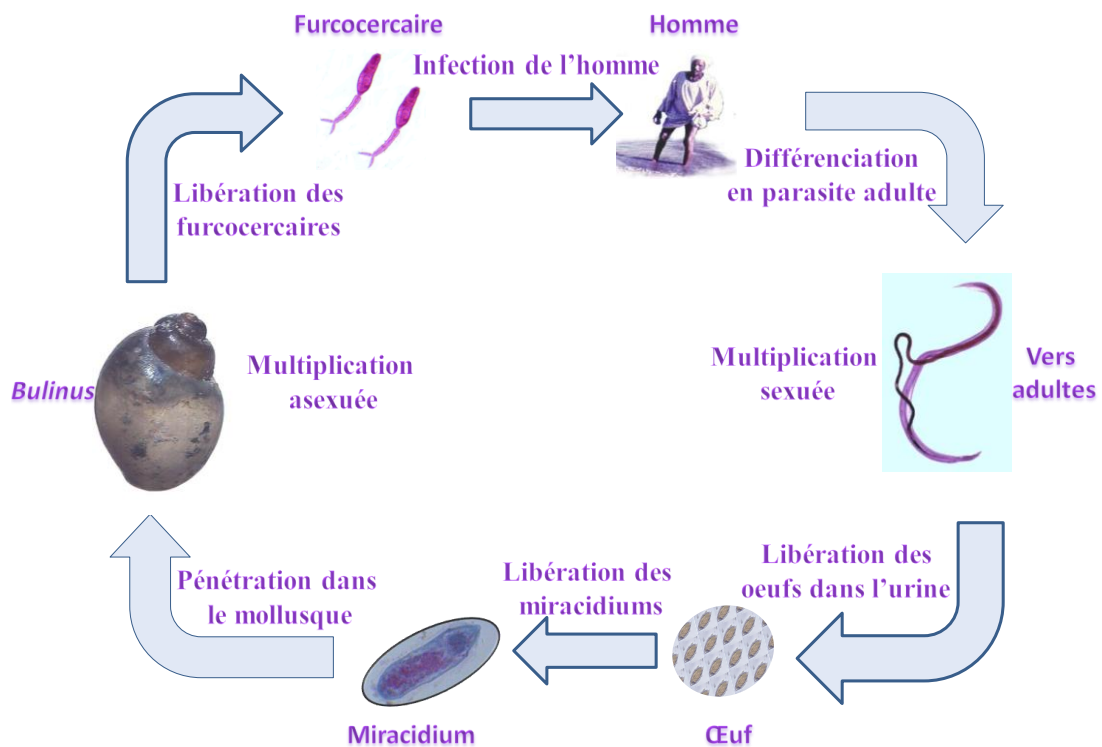 Furcocercaire
Homme
Infection de l’homme
Différenciation
en parasite adulte
Libération des
furcocercaires
Bulinus
Multiplication
asexuée
Multiplication
sexuée
Vers
adultes
Libération des
oeufs dans l’urine
Libération des
miracidiums
Pénétration dans
le mollusque
Miracidium
Œuf